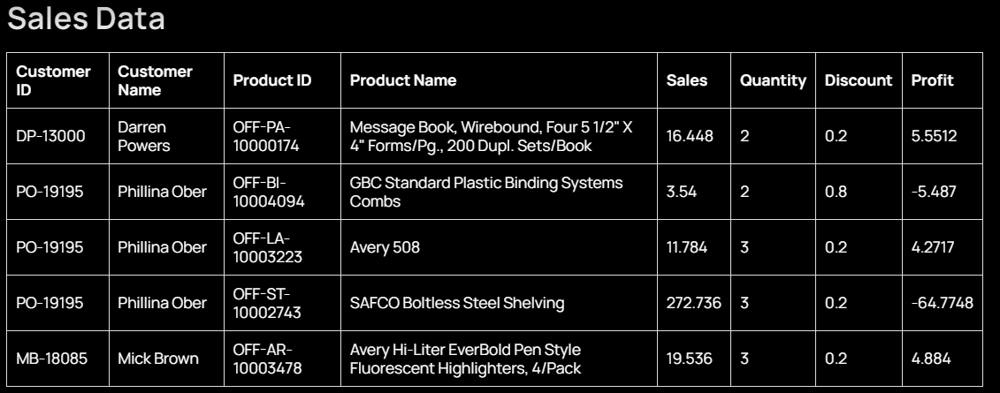 Sales Data
Customer ID | Customer Name | Product ID | Product Name | Sales | Quantity | Discount | Profit
DP-13000 | Darren Powers | OFF-PA-10000174 | Message Book, Wirebound, Four 5 1/2" X 4" Forms/Pg., 200 Dupl. Sets/Book | 16.448 | 2 | 0.2 | 5.5512
PO-19195 | Phillina Ober | OFF-BI-10004094 | GBC Standard Plastic Binding Systems Combs | 3.54 | 2 | 0.8 | -5.487
PO-19195 | Phillina Ober | OFF-LA-10003223 | Avery 508 | 11.784 | 3 | 0.2 | 4.2717
PO-19195 | Phillina Ober | OFF-ST-10002743 | SAFCO Boltless Steel Shelving | 272.736 | 3 | 0.2 | -64.7748
MB-18085 | Mick Brown | OFF-AR-10003478 | Avery Hi-Liter EverBold Pen Style Fluorescent Highlighters, 4/Pack | 19.536 | 3 | 0.2 | 4.884